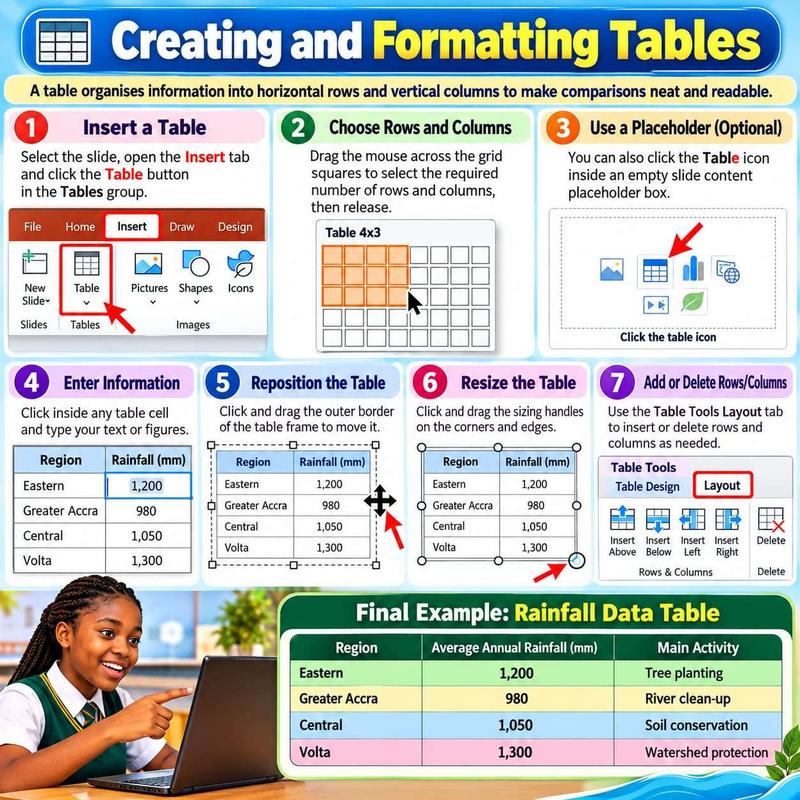 Creating and Formatting Tables
A table organises information into horizontal rows and vertical columns to make comparisons neat and readable.
1 Insert a Table
Select the slide, open the Insert tab
and click the Table button
in the Tables group.
File Home Insert Draw Design
New
Slide
Table
Pictures
Shapes
Icons
Slides Tables Images
2 Choose Rows and Columns
Drag the mouse across the grid
squares to select the required
number of rows and columns,
then release.
Table 4x3
3 Use a Placeholder (Optional)
You can also click the Table icon
inside an empty slide content
placeholder box.
Click the table icon
4 Enter Information
Click inside any table cell
and type your text or figures.
Region Rainfall (mm)
Eastern 1,200
Greater Accra 980
Central 1,050
Volta 1,300
5 Reposition the Table
Click and drag the outer border
of the table frame to move it.
Region Rainfall (mm)
Eastern 1,200
Greater Accra 980
Central 1,050
Volta 1,300
6 Resize the Table
Click and drag the sizing handles
on the corners and edges.
Region Rainfall (mm)
Eastern 1,200
Greater Accra 980
Central 1,050
Volta 1,300
7 Add or Delete Rows/Columns
Use the Table Tools Layout tab
to insert or delete rows and
columns as needed.
Table Tools
Table Design Layout
Insert
Above
Insert
Below
Insert
Left
Insert
Right
Delete
Rows & Columns Delete
Final Example: Rainfall Data Table
Region Average Annual Rainfall (mm) Main Activity
Eastern 1,200 Tree planting
Greater Accra 980 River clean-up
Central 1,050 Soil conservation
Volta 1,300 Watershed protection